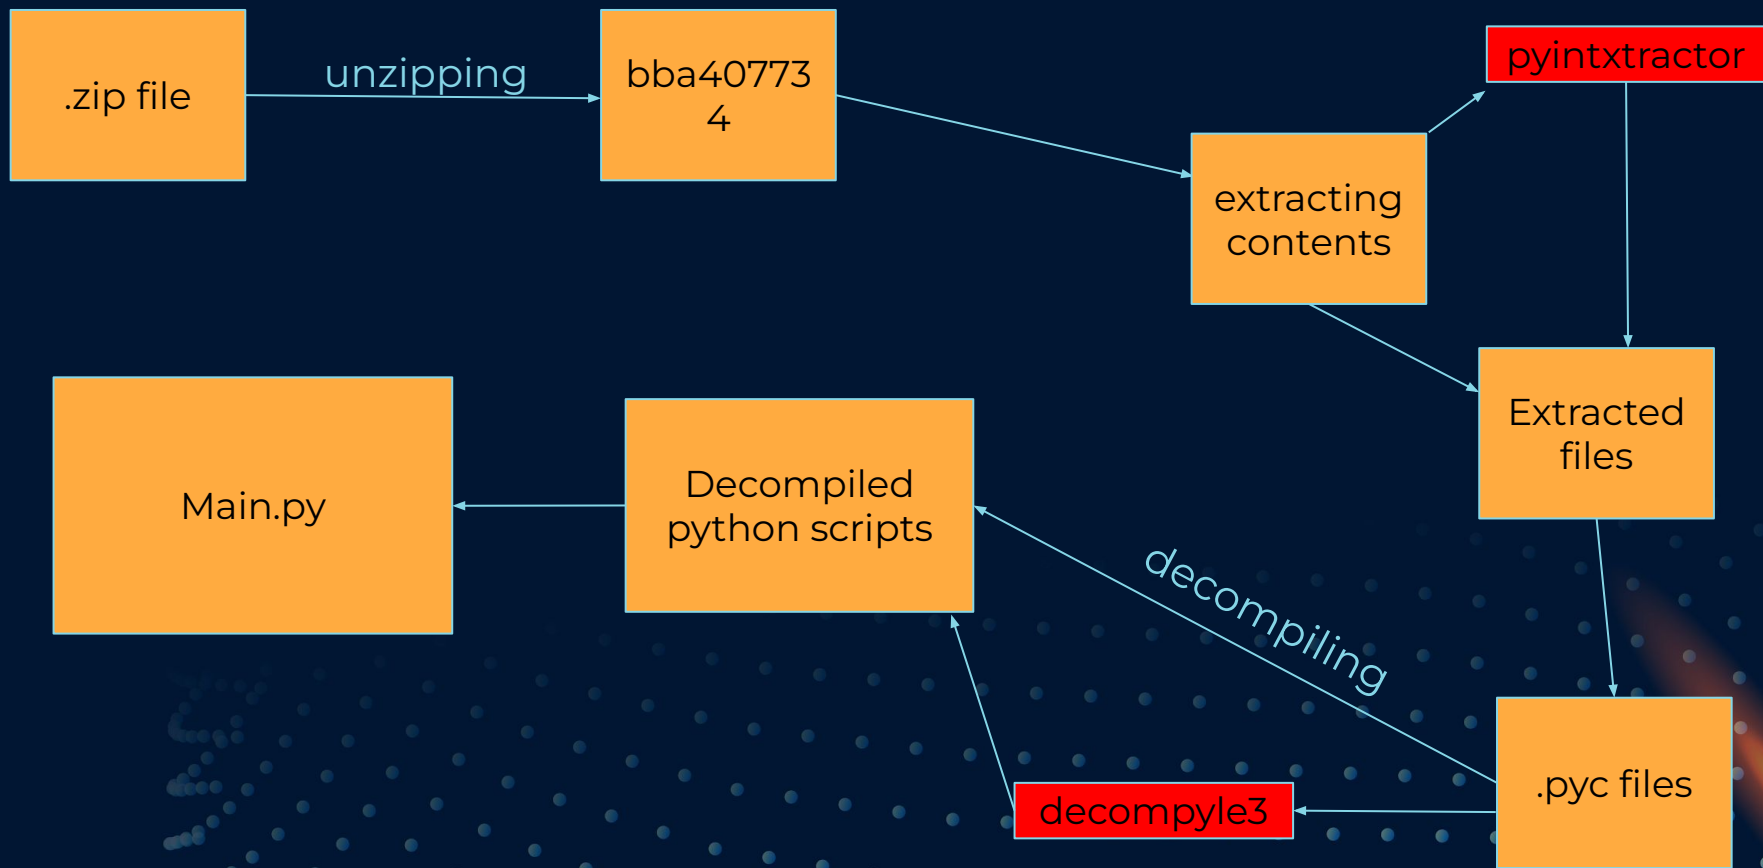 .zip file
unzipping
bba40773
4
pyintxtractor
extracting
contents
Extracted
files
Main.py
Decompiled
python scripts
decompiling
decompyle3
.pyc files